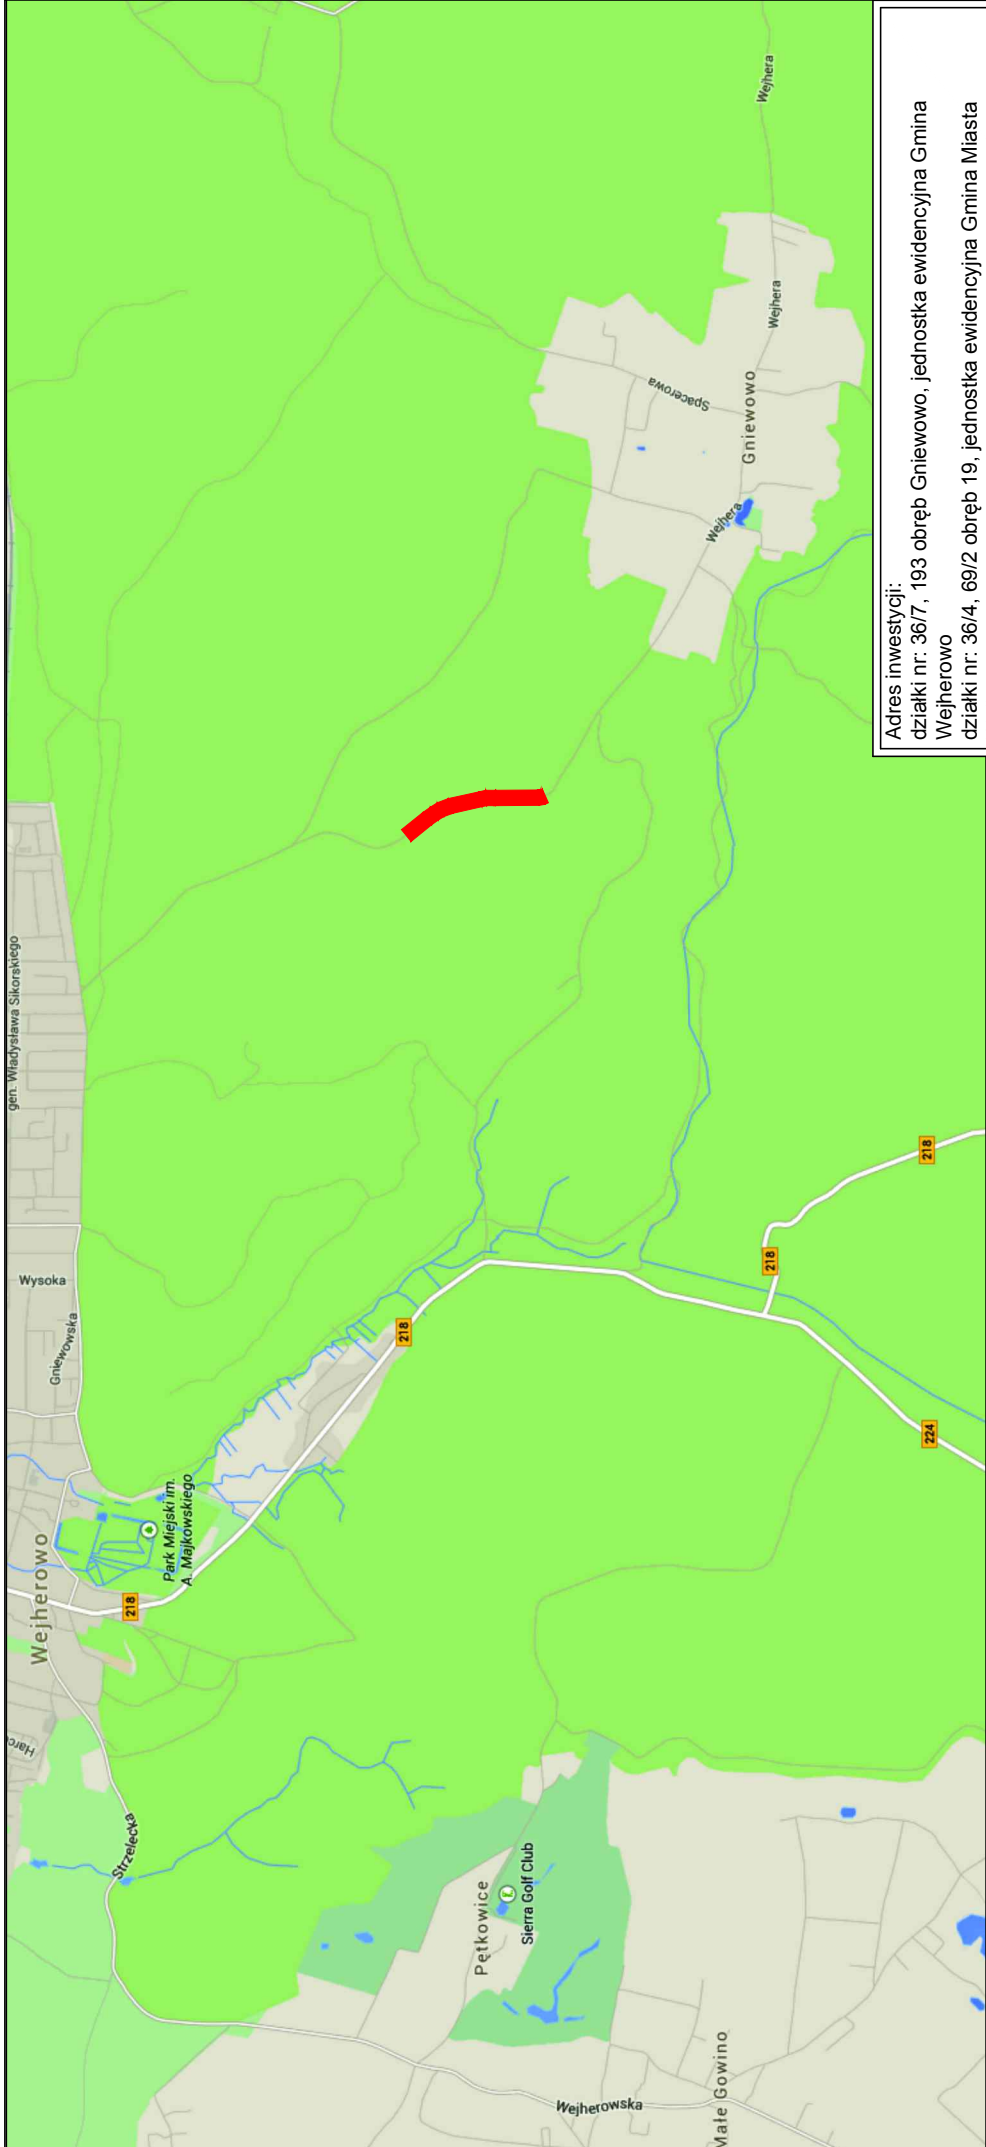 gen. Władysława Sikorskiego
Wysoka
Gniewowska
Wejherowo
Park Miejski im.
A. Majkowskiego
218
218
218
218
224
Strzelecka
Pętkowice
Sierra Golf Club
Wejherowska
Małe Gowino
Wejhera
Wejhera
Wejhera
Spacerowa
Gniewowo
Adres inwestycji:
działki nr: 36/7, 193 obręb Gniewowo, jednostka ewidencyjna Gmina
Wejherowo
działki nr: 36/4, 69/2 obręb 19, jednostka ewidencyjna Gmina Miasta